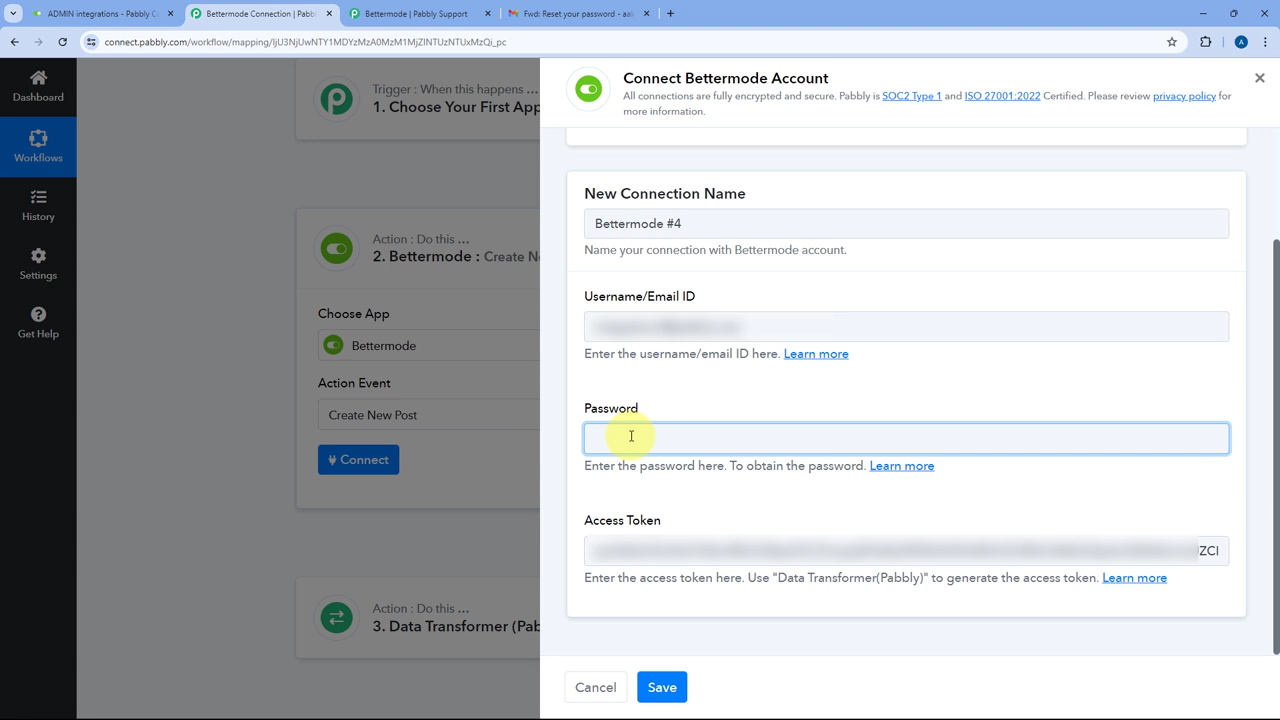 ADMIN integrations - Pabbly C
Bettermode Connection | Pabbly
Bettermode | Pabbly Support
Fwd: Reset your password - aa
connect.pabbly.com/workflow/mapping/
A
Dashboard
Workflows
History
Settings
Get Help
Trigger : When this happens ...
1. Choose Your First App
Action : Do this ...
2. Bettermode : Create N
Choose App
Bettermode
Action Event
Create New Post
Connect
Action : Do this ...
3. Data Transformer (Pab
Connect Bettermode Account
All connections are fully encrypted and secure. Pabbly is SOC2 Type 1 and ISO 27001:2022 Certified. Please review privacy policy for
more information.
New Connection Name
Bettermode #4
Name your connection with Bettermode account.
Username/Email ID
Enter the username/email ID here. Learn more
Password
Enter the password here. To obtain the password. Learn more
Access Token
ZCI
Enter the access token here. Use "Data Transformer(Pabbly)" to generate the access token. Learn more
Cancel
Save